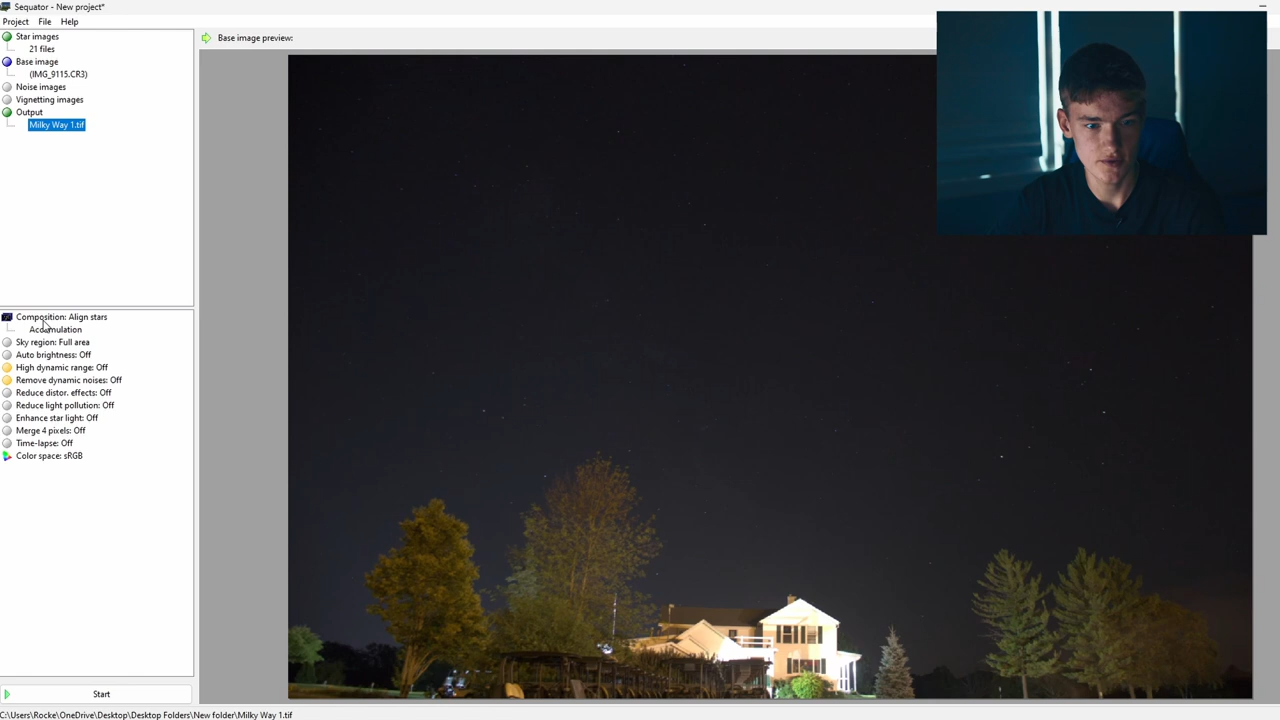 Sequator - New project*
Project File Help
Star images
21 files
Base image
(IMG_9115.CR3)
Noise images
Vignetting images
Output
Milky Way 1.tif
Base image preview:
Composition: Align stars
Accumulation
Sky region: Full area
Auto brightness: Off
High dynamic range: Off
Remove dynamic noises: Off
Reduce distor. effects: Off
Reduce light pollution: Off
Enhance star light: Off
Merge 4 pixels: Off
Time-lapse: Off
Color space: sRGB
Start
C:\Users\Rocke\OneDrive\Desktop\Desktop Folders\New folder\Milky Way 1.tif